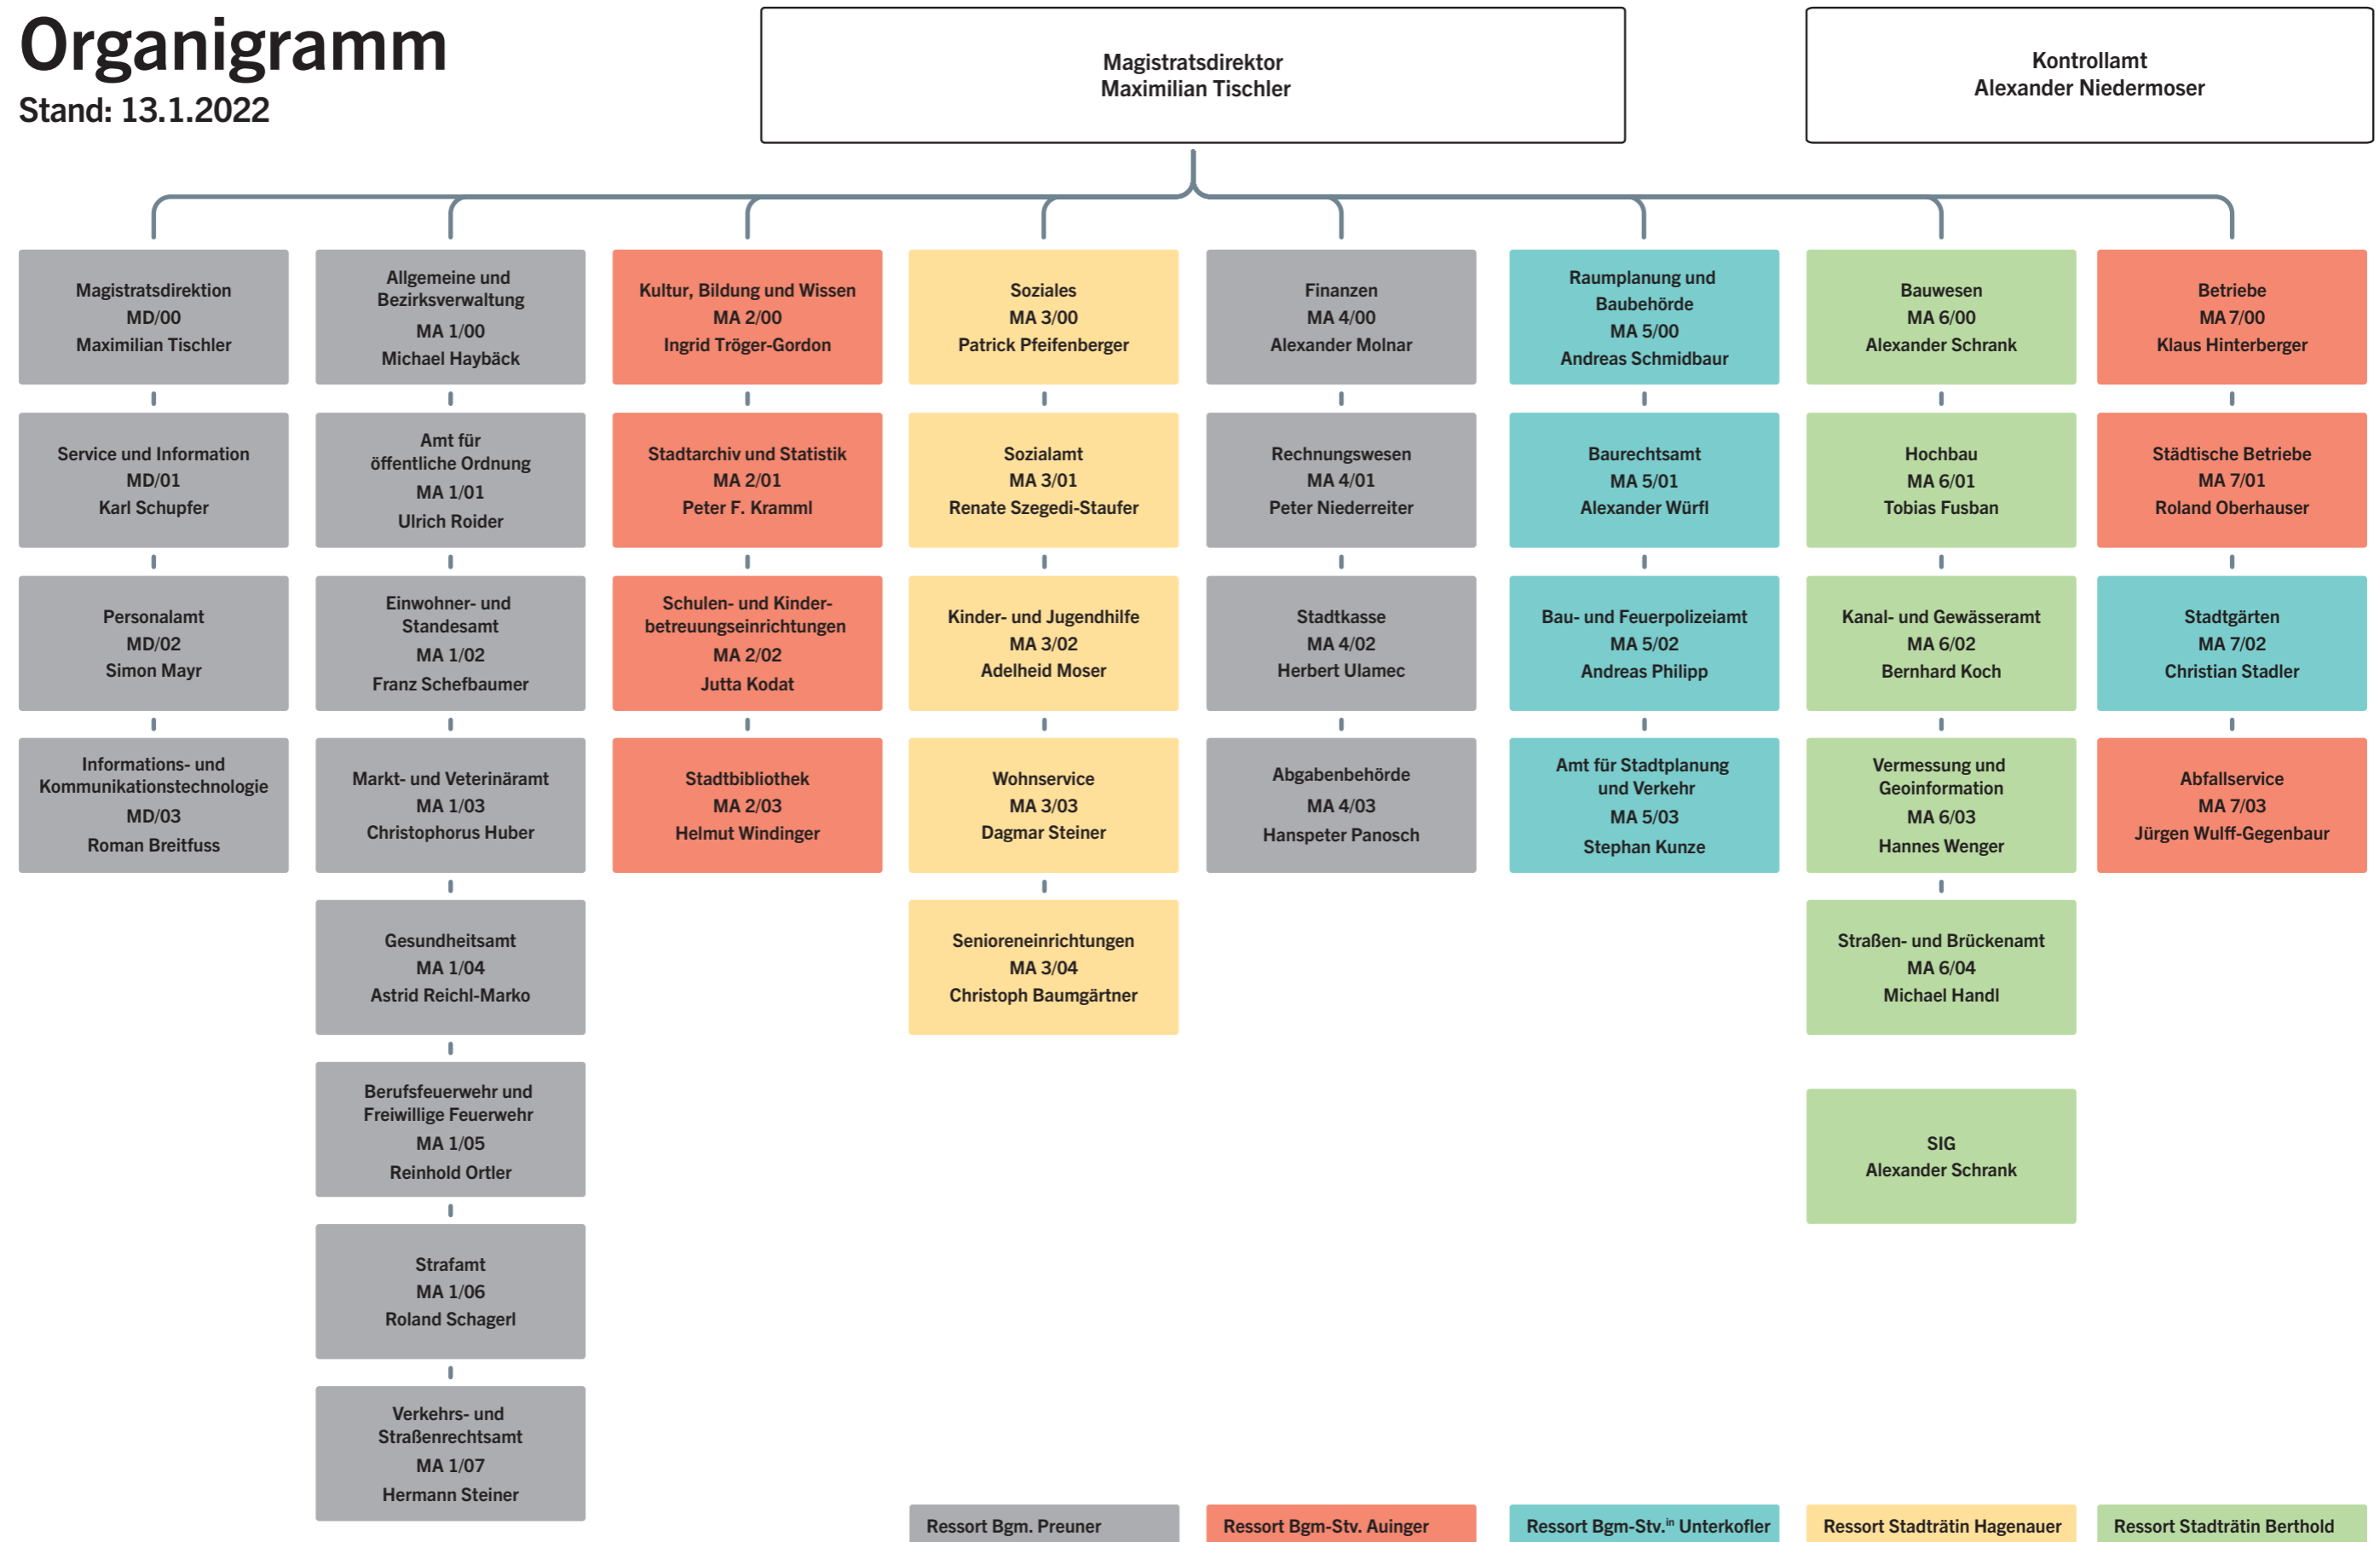 Organigramm
Stand: 13.1.2022
Magistratsdirektor
Maximilian Tischler
Kontrollamt
Alexander Niedermoser
Magistratsdirektion
MD/00
Maximilian Tischler
Service und Information
MD/01
Karl Schupfer
Personalamt
MD/02
Simon Mayr
Informations- und
Kommunikationstechnologie
MD/03
Roman Breitfuss
Allgemeine und
Bezirksverwaltung
MA 1/00
Michael Haybäck
Amt für
öffentliche Ordnung
MA 1/01
Ulrich Roider
Einwohner- und
Standesamt
MA 1/02
Franz Schefbaumer
Markt- und Veterinäramt
MA 1/03
Christophorus Huber
Gesundheitsamt
MA 1/04
Astrid Reichl-Marko
Berufsfeuerwehr und
Freiwillige Feuerwehr
MA 1/05
Reinhold Ortler
Strafamt
MA 1/06
Roland Schagerl
Verkehrs- und
Straßenrechtsamt
MA 1/07
Hermann Steiner
Kultur, Bildung und Wissen
MA 2/00
Ingrid Tröger-Gordon
Stadtarchiv und Statistik
MA 2/01
Peter F. Kramml
Schulen- und Kinder-
betreuungseinrichtungen
MA 2/02
Jutta Kodat
Stadtbibliothek
MA 2/03
Helmut Windinger
Soziales
MA 3/00
Patrick Pfeifenberger
Sozialamt
MA 3/01
Renate Szegedi-Staufer
Kinder- und Jugendhilfe
MA 3/02
Adelheid Moser
Wohnservice
MA 3/03
Dagmar Steiner
Senioreneinrichtungen
MA 3/04
Christoph Baumgärtner
Finanzen
MA 4/00
Alexander Molnar
Rechnungswesen
MA 4/01
Peter Niederreiter
Stadtkasse
MA 4/02
Herbert Ulamec
Abgabenbehörde
MA 4/03
Hanspeter Panosch
Raumplanung und
Baubehörde
MA 5/00
Andreas Schmidbaur
Baurechtsamt
MA 5/01
Alexander Würfl
Bau- und Feuerpolizeiamt
MA 5/02
Andreas Philipp
Amt für Stadtplanung
und Verkehr
MA 5/03
Stephan Kunze
Bauwesen
MA 6/00
Alexander Schrank
Hochbau
MA 6/01
Tobias Fusban
Kanal- und Gewässeramt
MA 6/02
Bernhard Koch
Vermessung und
Geoinformation
MA 6/03
Hannes Wenger
Straßen- und Brückenamt
MA 6/04
Michael Handl
SIG
Alexander Schrank
Betriebe
MA 7/00
Klaus Hinterberger
Städtische Betriebe
MA 7/01
Roland Oberhauser
Stadtgärten
MA 7/02
Christian Stadler
Abfallservice
MA 7/03
Jürgen Wulff-Gegenbaur
Ressort Bgm. Preuner
Ressort Bgm-Stv. Auinger
Ressort Bgm-Stv.in Unterkofler
Ressort Stadträtin Hagenauer
Ressort Stadträtin Berthold